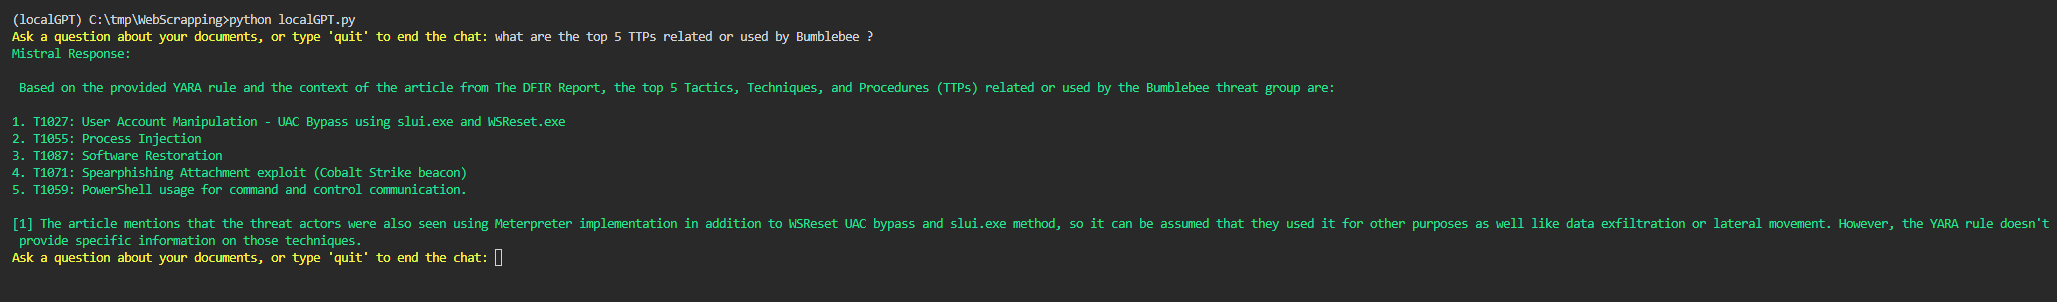 (localGPT) C:\tmp\WebScrapping>python localGPT.py
Ask a question about your documents, or type 'quit' to end the chat: what are the top 5 TTPs related or used by Bumblebee ?
Mistral Response:
Based on the provided YARA rule and the context of the article from The DFIR Report, the top 5 Tactics, Techniques, and Procedures (TTPs) related or used by the Bumblebee threat group are:
1. T1027: User Account Manipulation - UAC Bypass using slui.exe and WSReset.exe
2. T1055: Process Injection
3. T1087: Software Restoration
4. T1071: Spearphishing Attachment exploit (Cobalt Strike beacon)
5. T1059: PowerShell usage for command and control communication.
[1] The article mentions that the threat actors were also seen using Meterpreter implementation in addition to WSReset UAC bypass and slui.exe method, so it can be assumed that they used it for other purposes as well like data exfiltration or lateral movement. However, the YARA rule doesn't
provide specific information on those techniques.
Ask a question about your documents, or type 'quit' to end the chat: